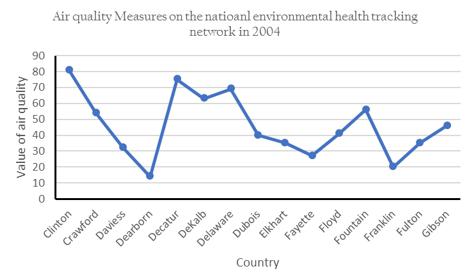 Air quality Measures on the natioanl environmental health tracking
network in 2004
Value of air quality
90
80
70
60
50
40
30
20
10
0
Clinton
Crawford
Daviess
Dearborn
Decatur
DeKalb
Delaware
Dubois
Elkhart
Fayette
Floyd
Fountain
Franklin
Fulton
Gibson
Country